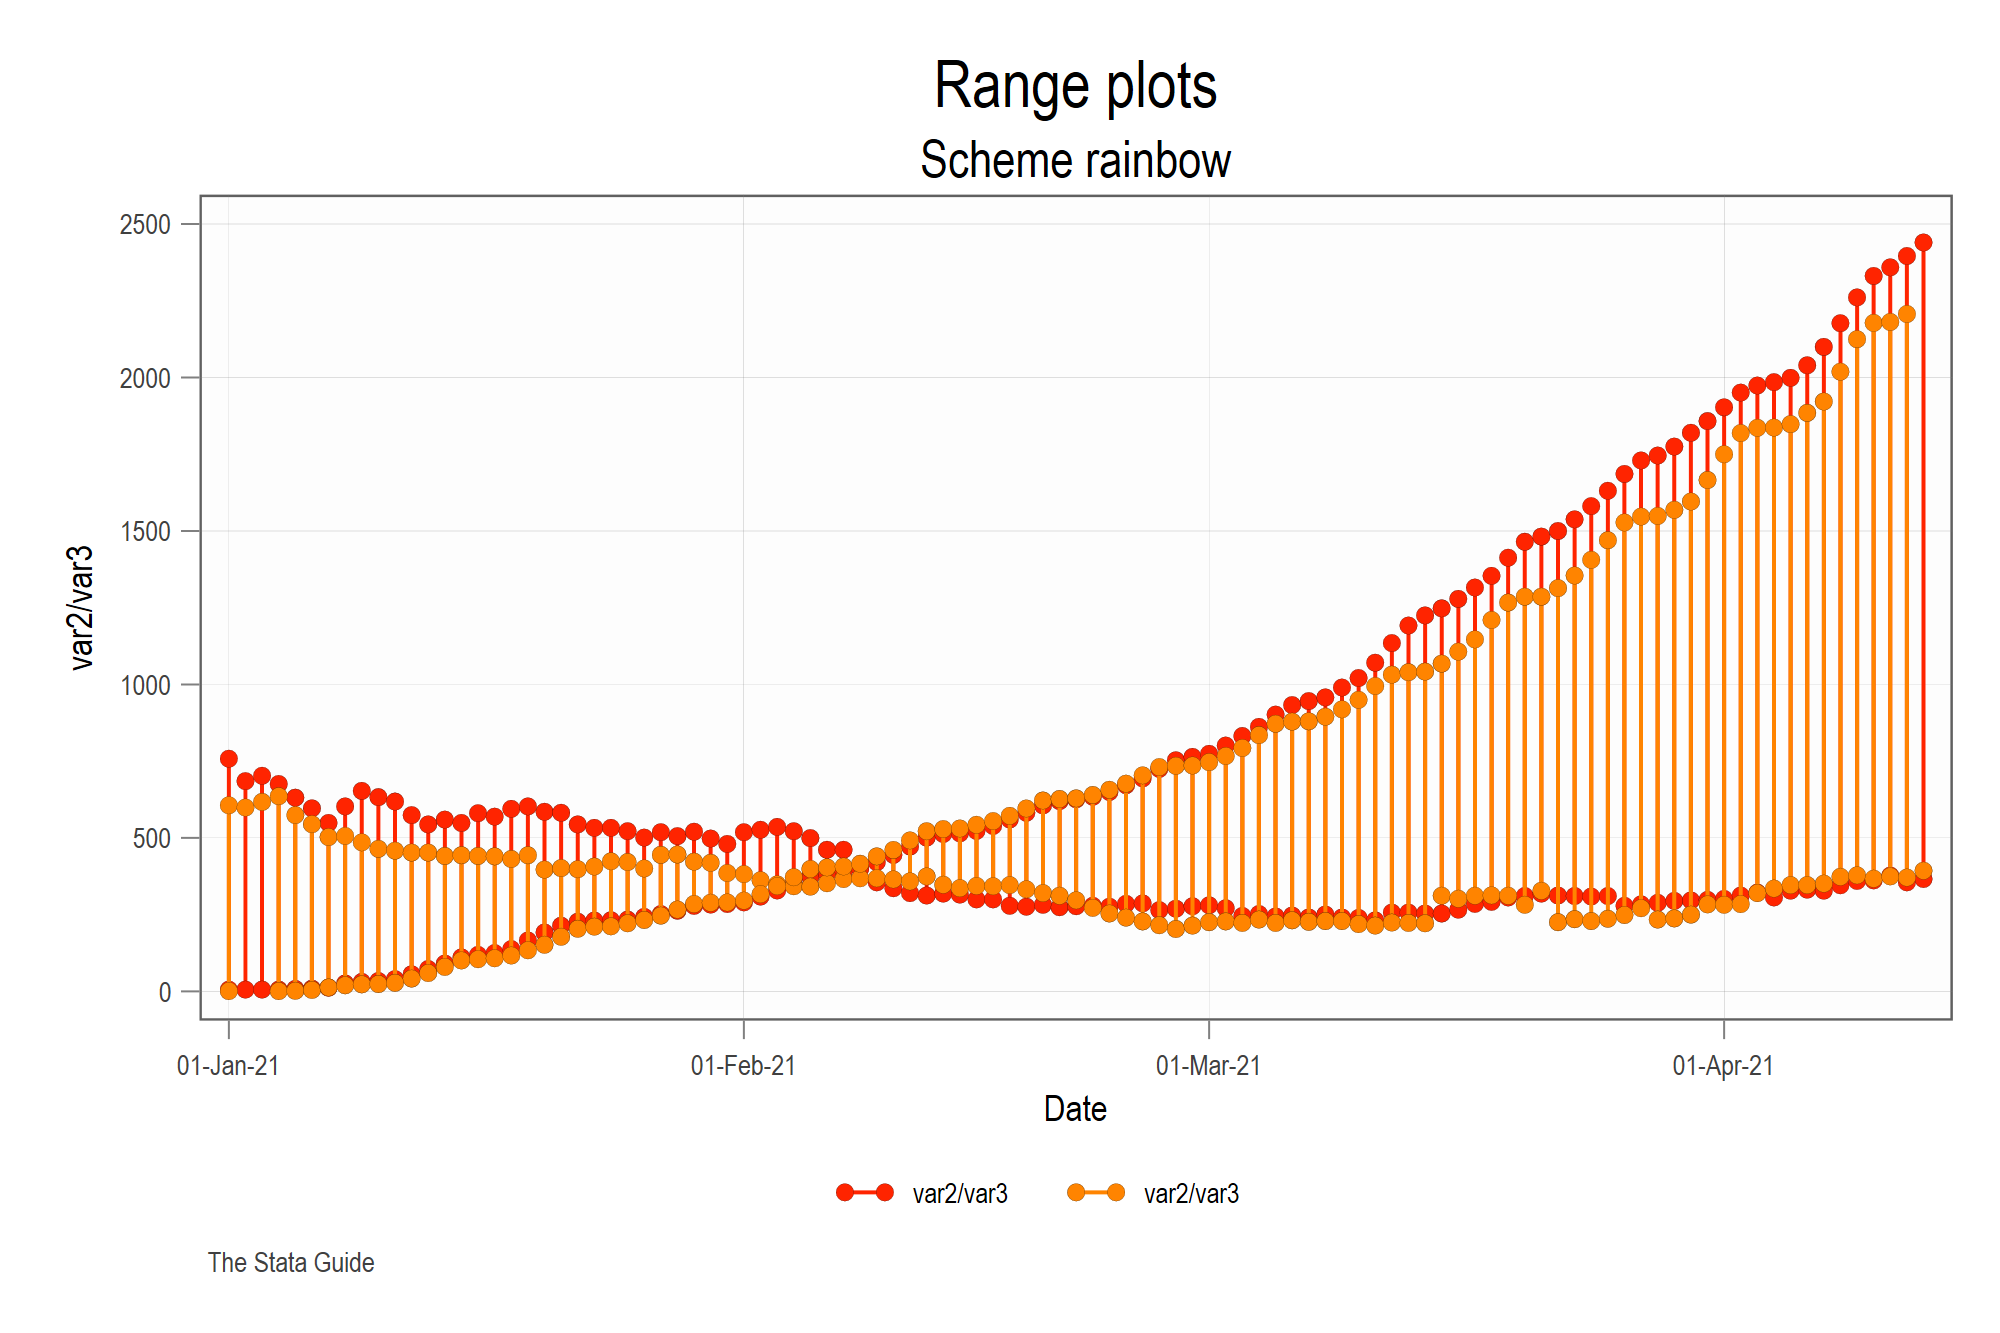 Range plots
Scheme rainbow
2500
2000
1500
1000
500
0
var2/var3
01-Jan-21
01-Feb-21
01-Mar-21
01-Apr-21
Date
var2/var3
var2/var3
The Stata Guide